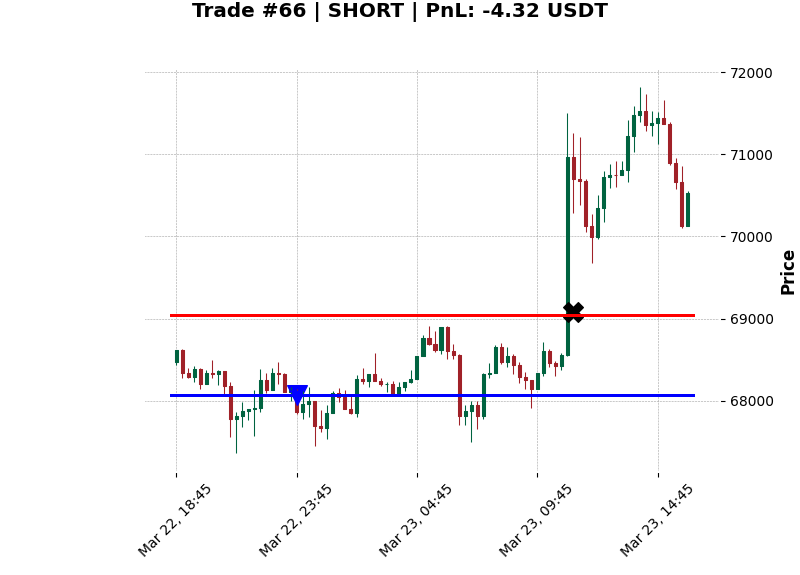 Trade #66 | SHORT | PnL: -4.32 USDT
72000
71000
70000
69000
68000
Price
Mar 22, 18:45
Mar 22, 23:45
Mar 23, 04:45
Mar 23, 09:45
Mar 23, 14:45